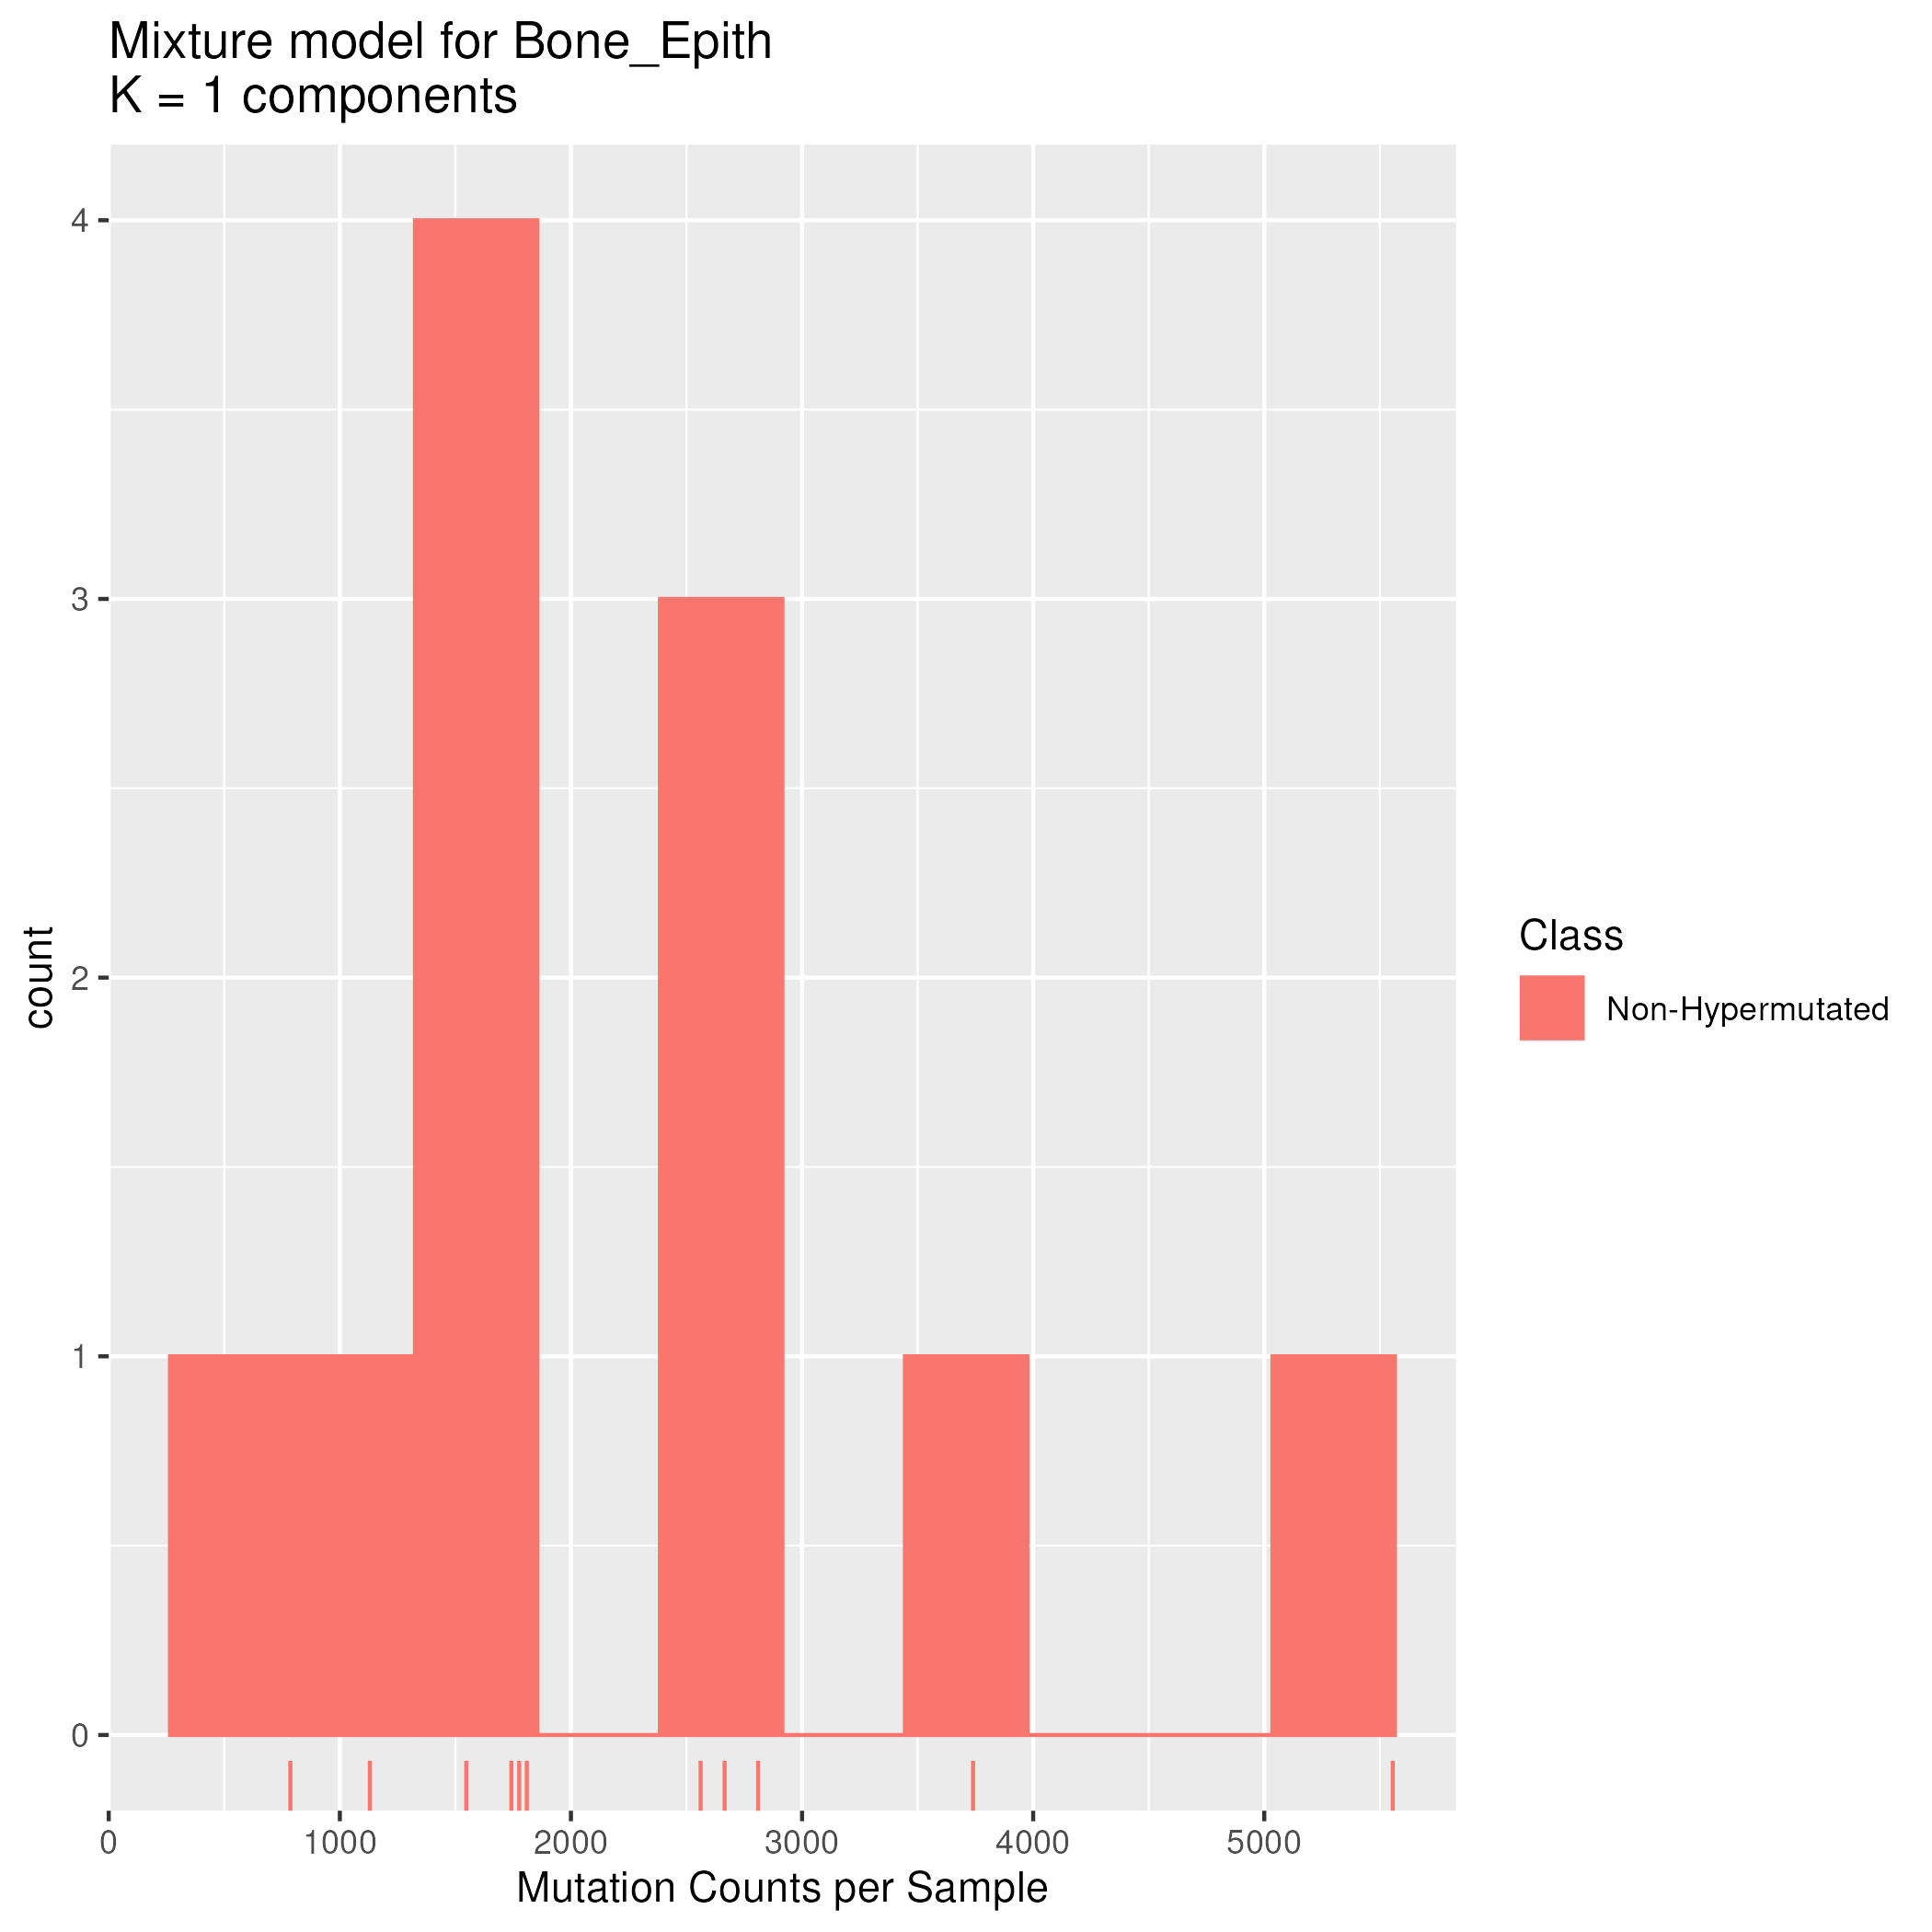 Mixture model for Bone_Epith
K = 1 components
4
3
2
1
0
count
0 1000 2000 3000 4000 5000
Mutation Counts per Sample
Class
Non-Hypermutated